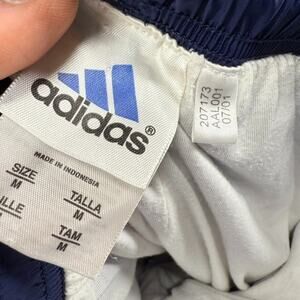 adidas®
MADE IN INDONESIA
SIZE
M
TALLA
M
ILLE
M
TAM
M
207173
AAL001
07/01